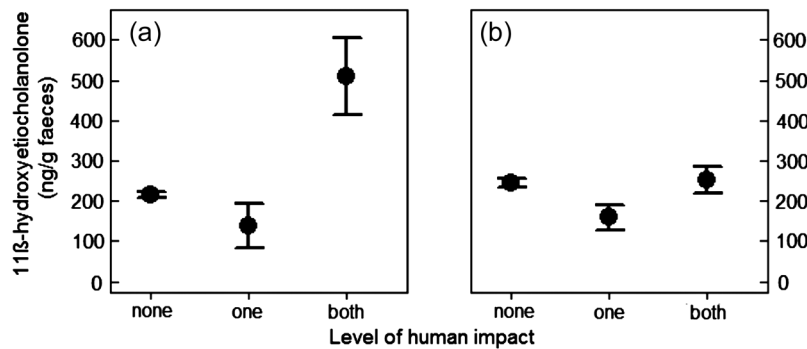 (a)
(b)
11ß-hydroxyetiocholanolone
(ng/g faeces)
600
500
400
300
200
100
0
600
500
400
300
200
100
0
none one both
none one both
Level of human impact